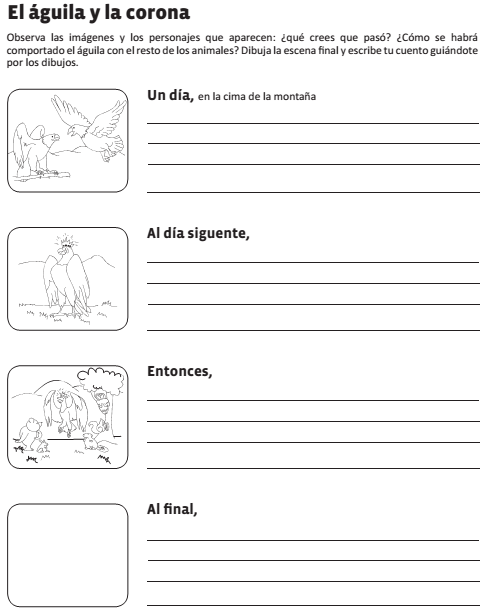 El águila y la corona
Observa las imágenes y los personajes que aparecen: ¿qué crees que pasó? ¿Cómo se habrá
comportado el águila con el resto de los animales? Dibuja la escena final y escribe tu cuento guiándote
por los dibujos.
Un día, en la cima de la montaña
Al día siguente,
Entonces,
Al final,